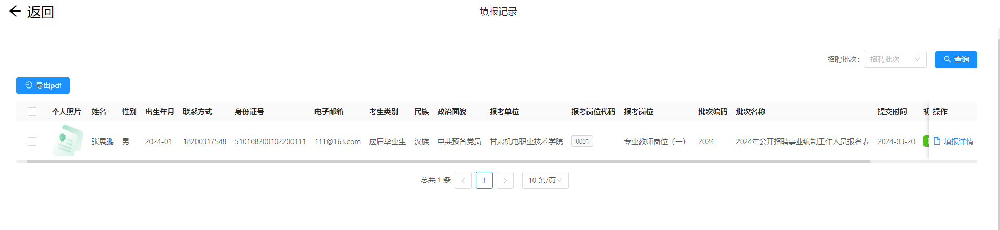 返回
填报记录
招聘批次: 招聘批次 查询
导出pdf
个人照片 姓名 性别 出生年月 联系方式 身份证号 电子邮箱 考生类别 民族 政治面貌 报考单位 报考岗位代码 报考岗位 批次编码 批次名称 提交时间 初 操作
张展鹏 男 2024-01 18200317548 510108200102200111 111@163.com 应届毕业生 汉族 中共预备党员 甘肃机电职业技术学院 0001 专业教师岗位（一） 2024 2024年公开招聘事业编制工作人员报名表 2024-03-20 填报详情
总共 1 条 < 1 > 10 条/页